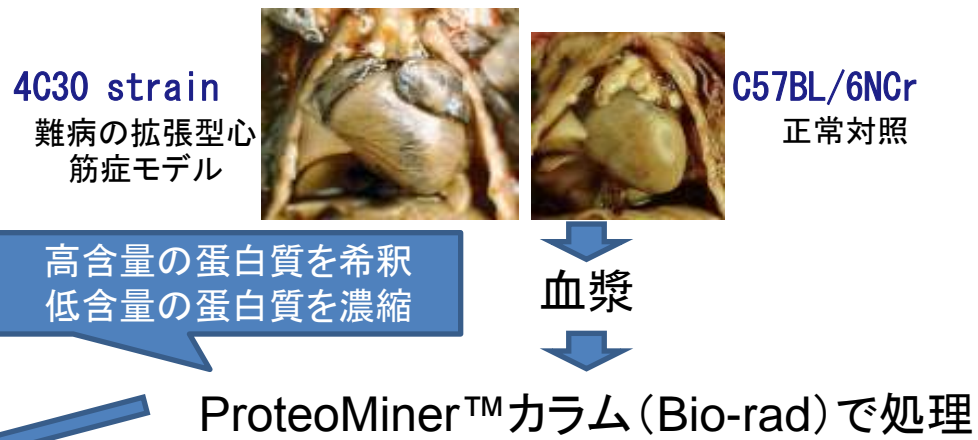 4C30 strain
難病の拡張型心
筋症モデル
C57BL/6NCr
正常対照
高含量の蛋白質を希釈
低含量の蛋白質を濃縮
血漿
ProteoMiner™カラム（Bio-rad）で処理